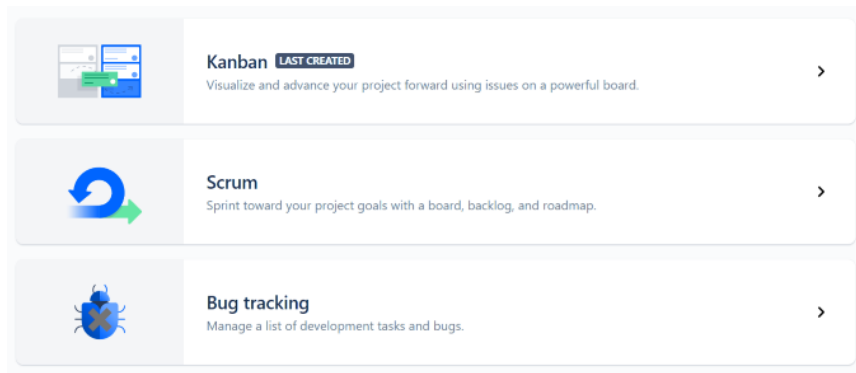 Kanban LAST CREATED
Visualize and advance your project forward using issues on a powerful board.
Scrum
Sprint toward your project goals with a board, backlog, and roadmap.
Bug tracking
Manage a list of development tasks and bugs.